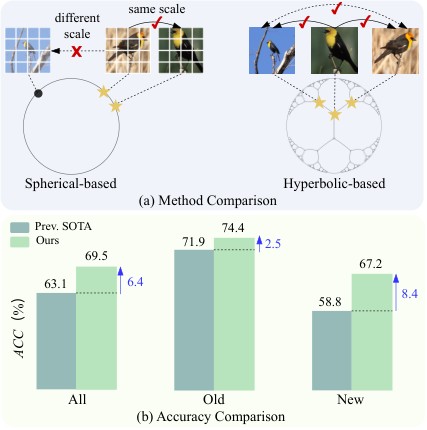 different
scale
same scale
Spherical-based
Hyperbolic-based
(a) Method Comparison
Prev. SOTA
Ours
ACC (%)
63.1
69.5
6.4
71.9
74.4
2.5
58.8
67.2
8.4
All
Old
New
(b) Accuracy Comparison